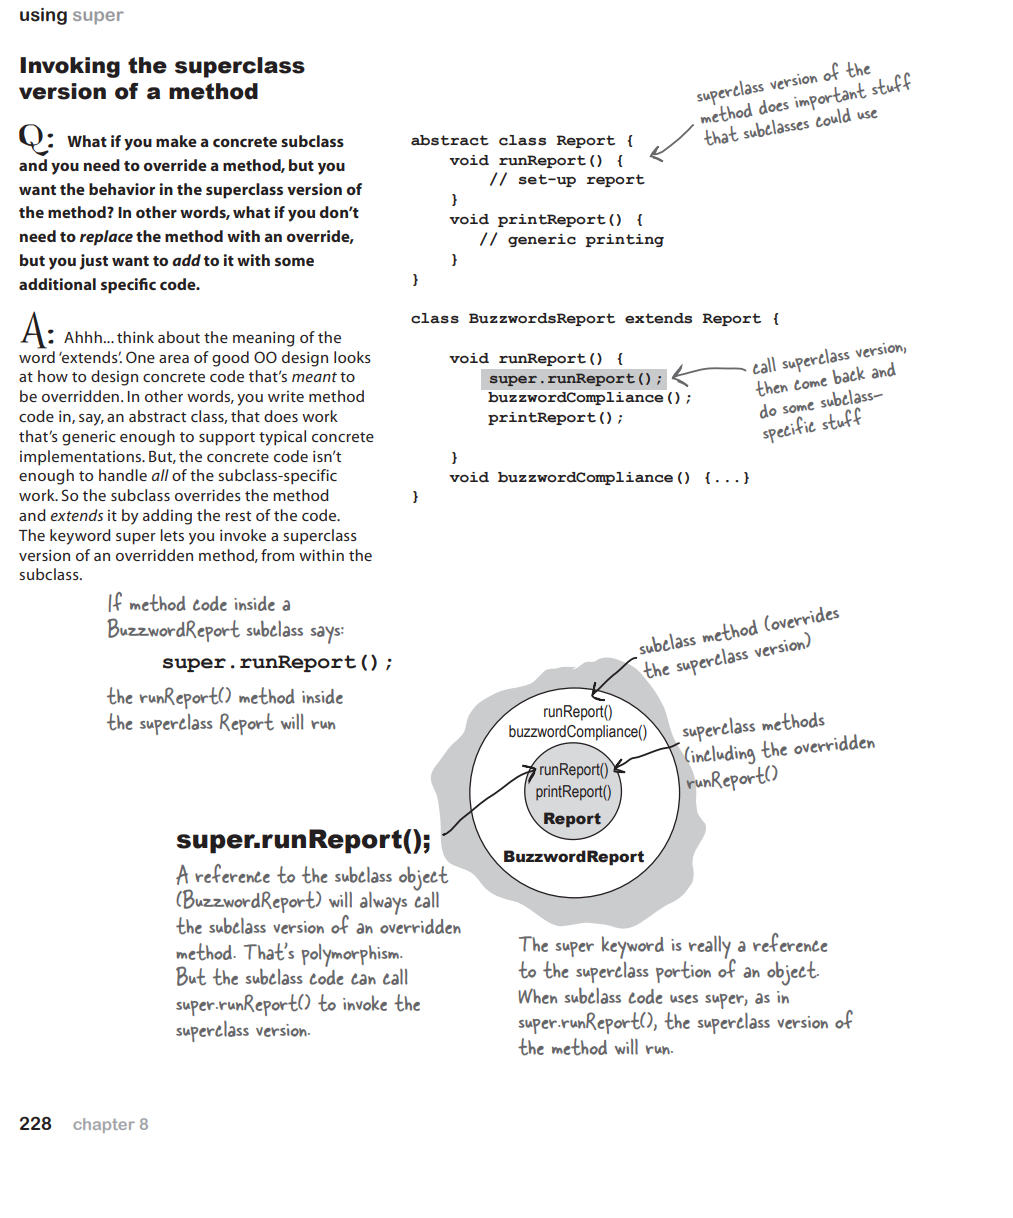 using super
Invoking the superclass
version of a method
Q: What if you make a concrete subclass
and you need to override a method, but you
want the behavior in the superclass version of
the method? In other words, what if you don’t
need to replace the method with an override,
but you just want to add to it with some
additional specific code.
A: Ahhh... think about the meaning of the
word ‘extends’. One area of good OO design looks
at how to design concrete code that’s meant to
be overridden. In other words, you write method
code in, say, an abstract class, that does work
that’s generic enough to support typical concrete
implementations. But, the concrete code isn’t
enough to handle all of the subclass-specific
work. So the subclass overrides the method
and extends it by adding the rest of the code.
The keyword super lets you invoke a superclass
version of an overridden method, from within the
subclass.
abstract class Report {
void runReport() {
// set-up report
}
void printReport() {
// generic printing
}
}
superclass version of the
method does important stuff
that subclasses could use
class BuzzwordsReport extends Report {
void runReport() {
super.runReport();
buzzwordCompliance();
printReport();
}
void buzzwordCompliance() {...}
}
call superclass version,
then come back and
do some subclass-
specific stuff
If method code inside a
BuzzwordReport subclass says:
super.runReport();
the runReport() method inside
the superclass Report will run
subclass method (overrides
the superclass version)
runReport()
buzzwordCompliance()
runReport()
printReport()
Report
BuzzwordReport
superclass methods
(including the overridden
runReport()
super.runReport();
A reference to the subclass object
(BuzzwordReport) will always call
the subclass version of an overridden
method. That’s polymorphism.
But the subclass code can call
super.runReport() to invoke the
superclass version.
The super keyword is really a reference
to the superclass portion of an object.
When subclass code uses super, as in
super.runReport(), the superclass version of
the method will run.
228 chapter 8